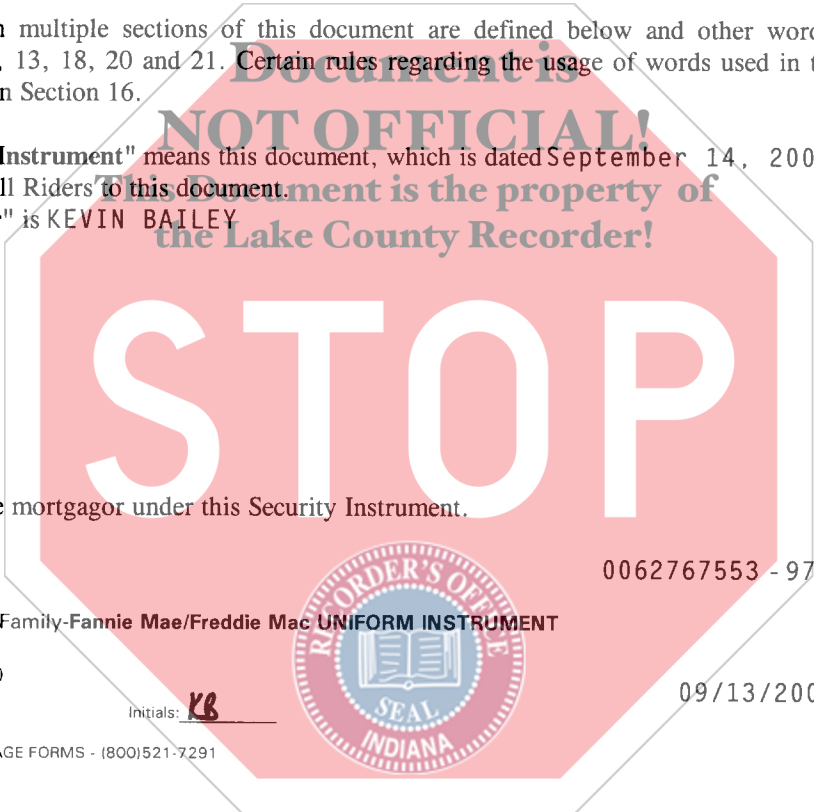 multiple sections of this document are defined below and other
13, 18, 20 and 21. Certain rules regarding the usage of words used in
Section 16.
Document is
NOT OFFICIAL!
This Document is the property of
the Lake County Recorder!
Instrument" means this document, which is dated September 14, 200
Riders to this document.
" is KEVIN BAILEY
STOP
mortgagor under this Security Instrument.
0062767553 - 97
Family-Fannie Mae/Freddie Mac UNIFORM INSTRUMENT
RECORDER'S OFFICE
SEAL
INDIANA
)
Initials: KB
09/13/200
AGE FORMS - (800)521-7291